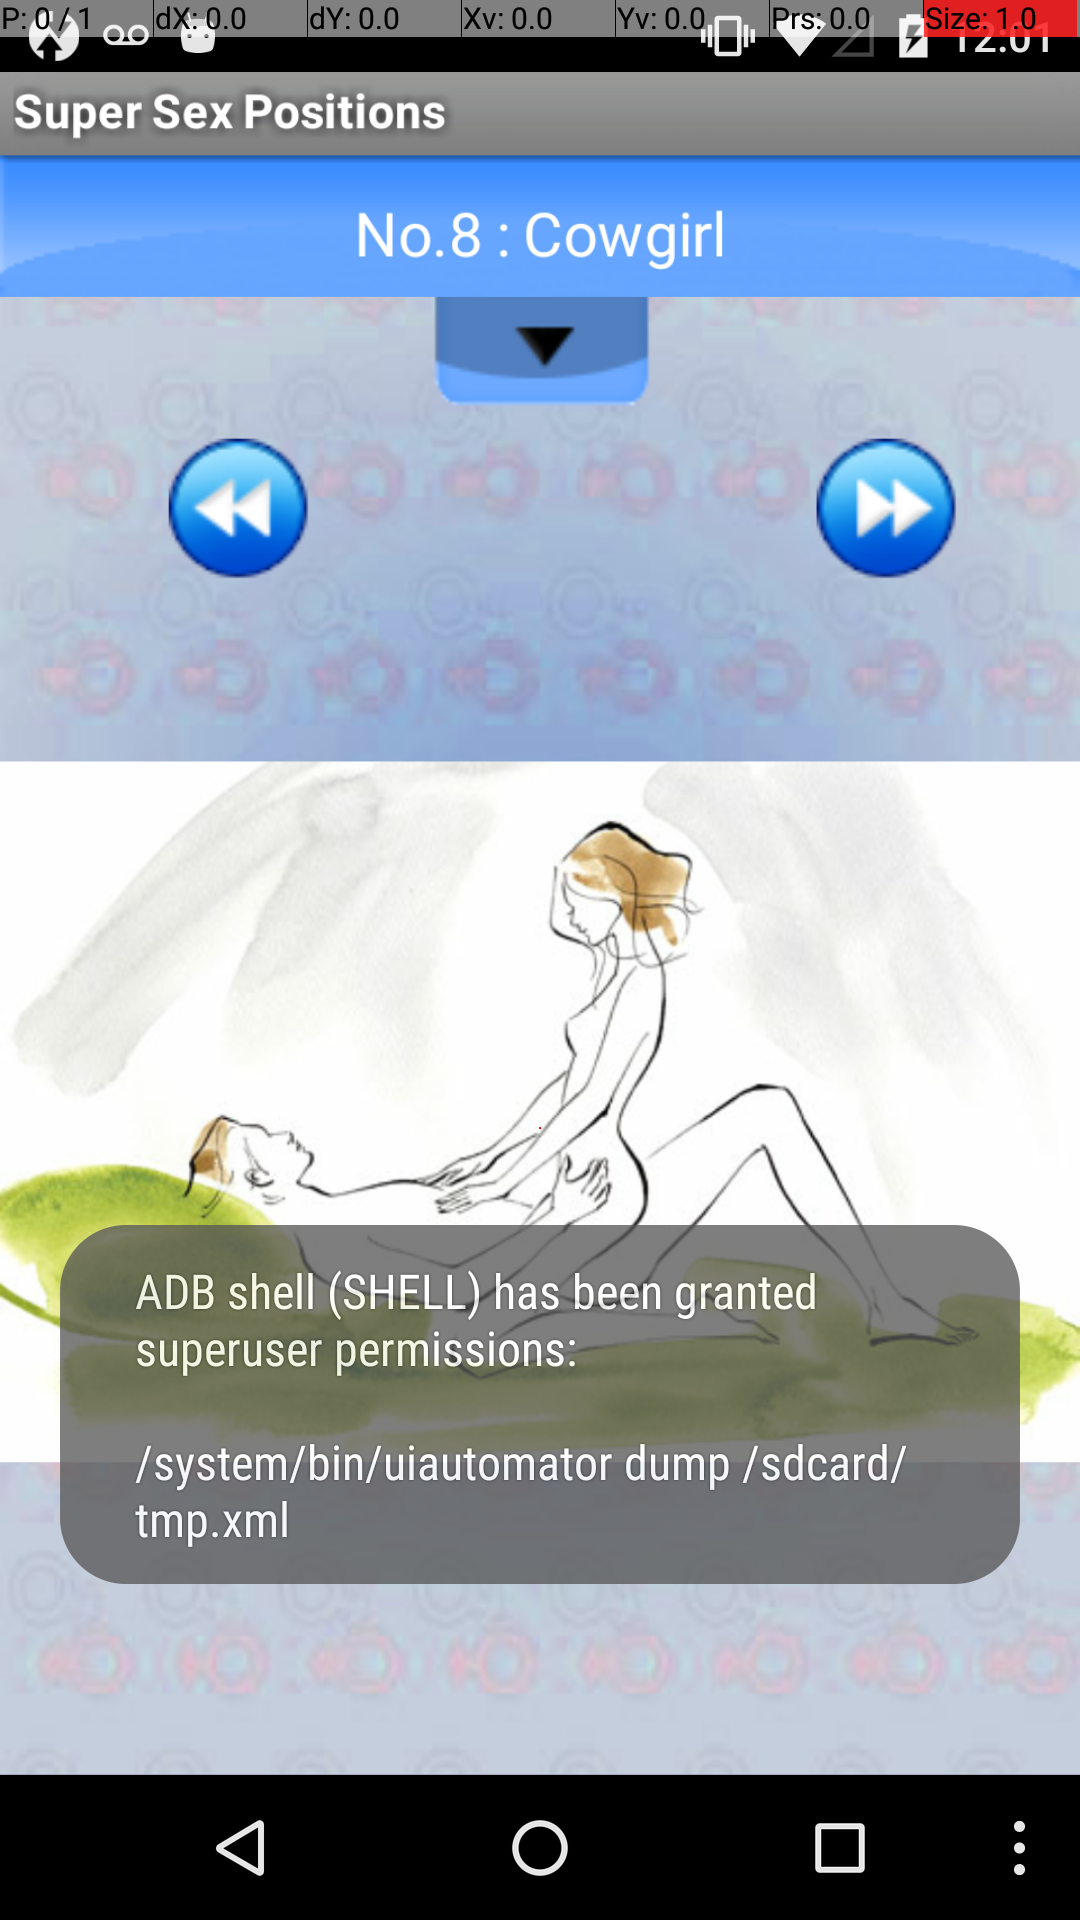 P: 0 / 1 dX: 0.0 dY: 0.0 Xv: 0.0 Yv: 0.0 Prs: 0.0 Size: 1.0
12:01
Super Sex Positions
No.8 : Cowgirl
ADB shell (SHELL) has been granted
superuser permissions:
/system/bin/uiautomator dump /sdcard/
tmp.xml